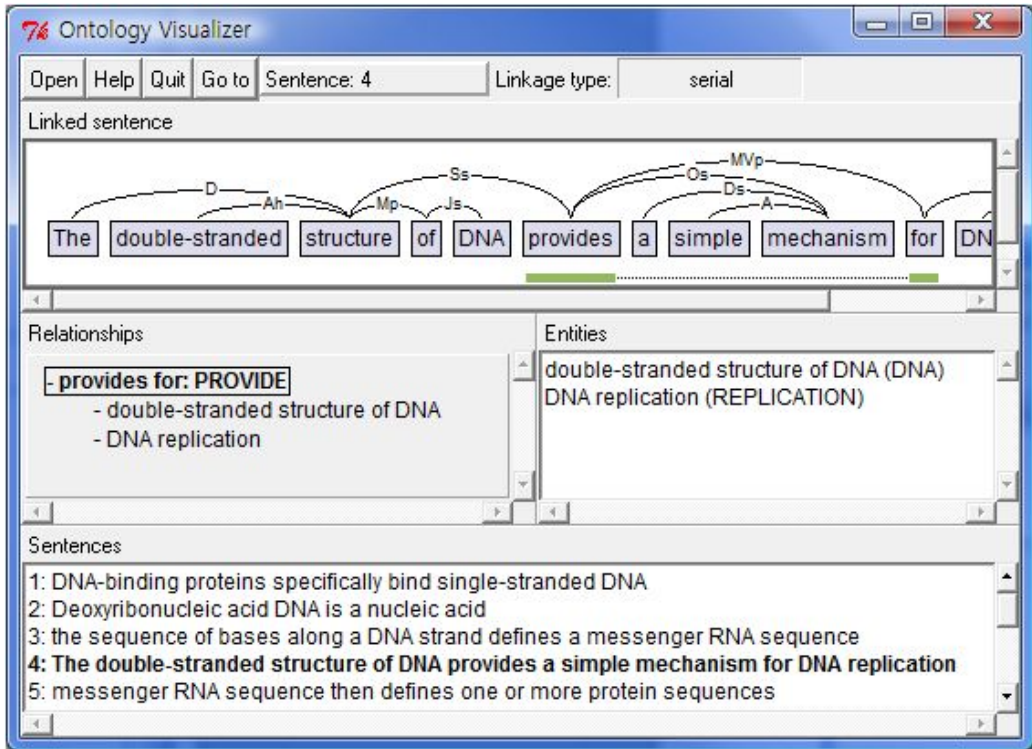 Ontology Visualizer
Open Help Quit Go to Sentence: 4 Linkage type: serial
Linked sentence
MVp
Ss Os
D Ds
Ah Mp Js A
The double-stranded structure of DNA provides a simple mechanism for DN
Relationships
- provides for: PROVIDE
- double-stranded structure of DNA
- DNA replication
Entities
double-stranded structure of DNA (DNA)
DNA replication (REPLICATION)
Sentences
1: DNA-binding proteins specifically bind single-stranded DNA
2: Deoxyribonucleic acid DNA is a nucleic acid
3: the sequence of bases along a DNA strand defines a messenger RNA sequence
4: The double-stranded structure of DNA provides a simple mechanism for DNA replication
5: messenger RNA sequence then defines one or more protein sequences